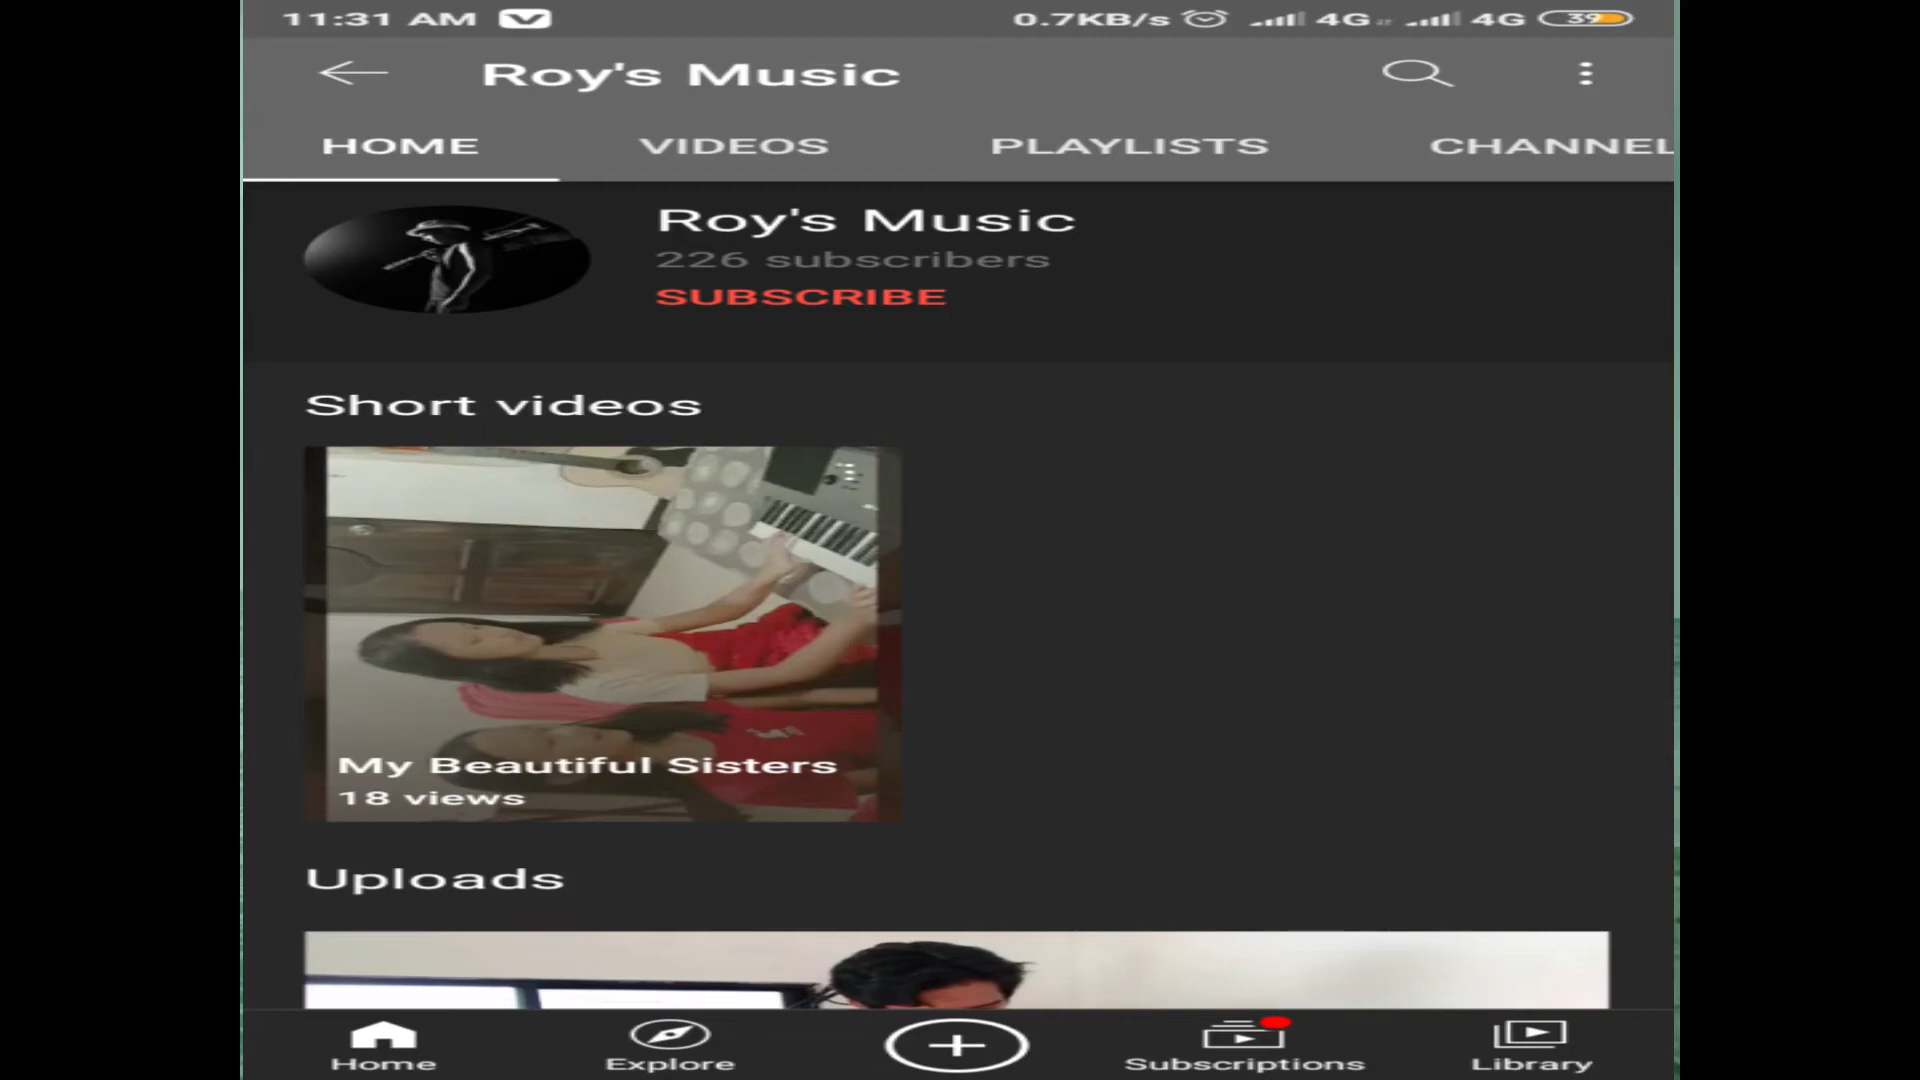 11:31 AM
0.7KB/s 4G 4G 39
Roy's Music
HOME VIDEOS PLAYLISTS CHANNEL
Roy's Music
226 subscribers
SUBSCRIBE
Short videos
My Beautiful Sisters
18 views
Uploads
Home Explore Subscriptions Library